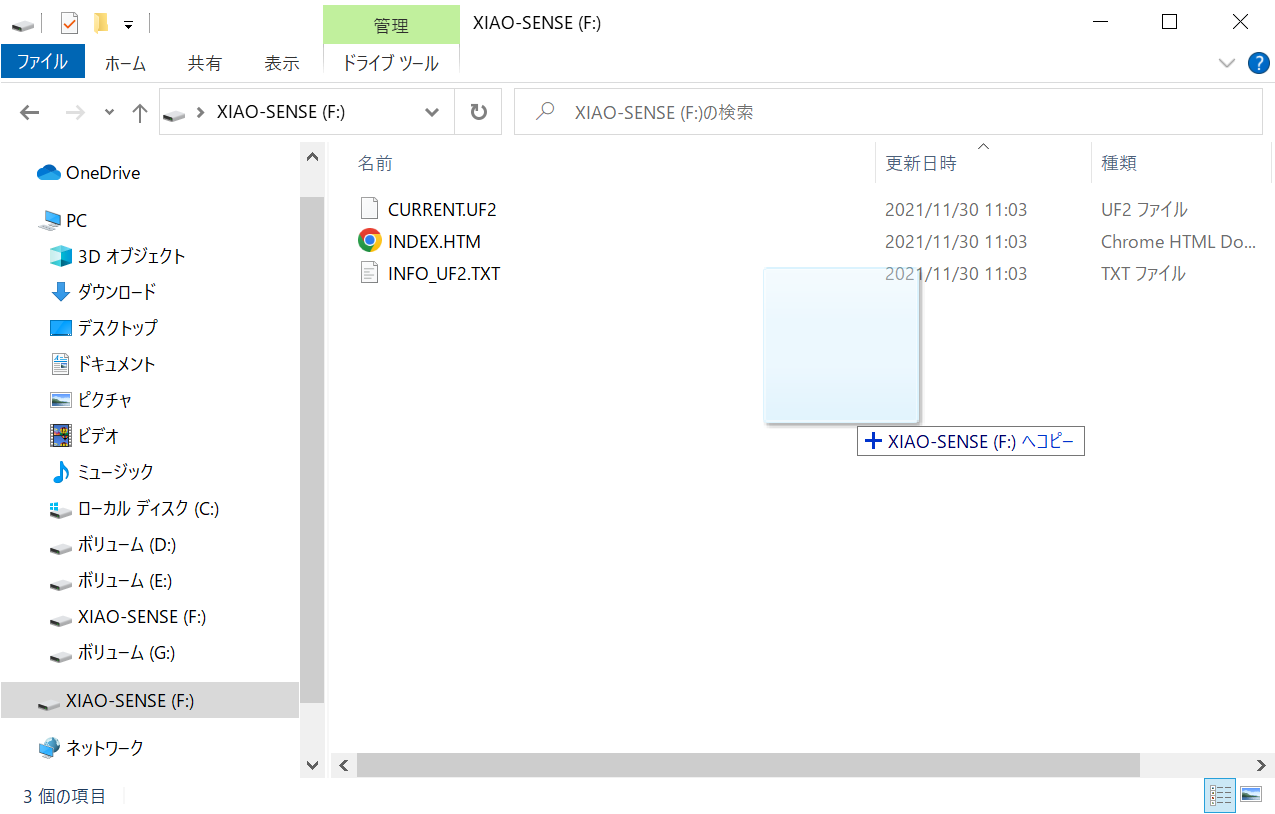 管理
XIAO-SENSE (F:)
ファイル
ホーム
共有
表示
ドライブ ツール
?
XIAO-SENSE (F:)
XIAO-SENSE (F:)の検索
名前
更新日時
種類
CURRENT.UF2
2021/11/30 11:03
UF2 ファイル
INDEX.HTM
2021/11/30 11:03
Chrome HTML Do...
INFO_UF2.TXT
2021/11/30 11:03
TXT ファイル
XIAO-SENSE (F:) へコピー
OneDrive
PC
3D オブジェクト
ダウンロード
デスクトップ
ドキュメント
ピクチャ
ビデオ
ミュージック
ローカル ディスク (C:)
ボリューム (D:)
ボリューム (E:)
XIAO-SENSE (F:)
ボリューム (G:)
XIAO-SENSE (F:)
ネットワーク
3 個の項目